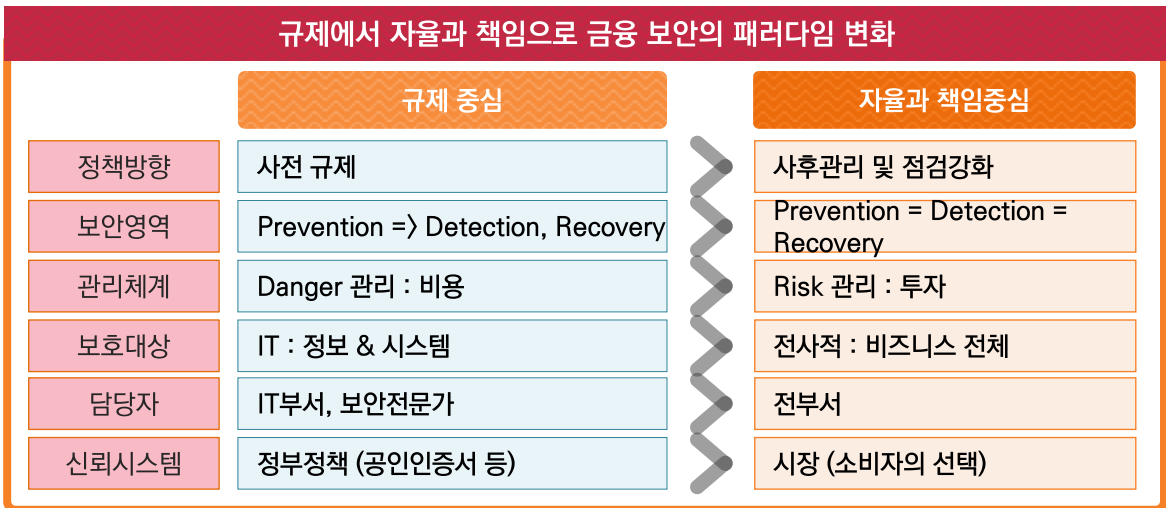 규제에서 자율과 책임으로 금융 보안의 패러다임 변화
규제 중심
자율과 책임중심
정책방향
사전 규제
사후관리 및 점검강화
보안영역
Prevention =〉 Detection, Recovery
Prevention = Detection =
Recovery
관리체계
Danger 관리 : 비용
Risk 관리 : 투자
보호대상
IT : 정보 & 시스템
전사적 : 비즈니스 전체
담당자
IT부서, 보안전문가
전부서
신뢰시스템
정부정책 (공인인증서 등)
시장 (소비자의 선택)